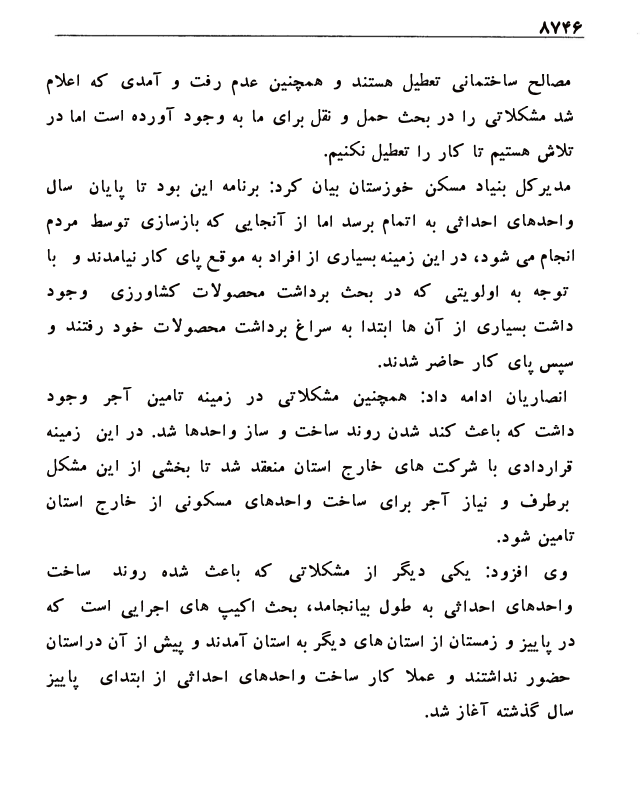 ۸۷۴۶
مصالح ساختمانی تعطیل هستند و همچنین عدم رفت و آمدی که اعلام
شد مشکلاتی را در بحث حمل و نقل برای ما به وجود آورده است اما در
تلاش هستیم تا کار را تعطیل نکنیم.
مدیرکل بنیاد مسکن خوزستان بیان کرد: برنامه این بود تا پایان سال
واحدهای احداثی به اتمام برسد اما از آنجایی که بازسازی توسط مردم
انجام می شود، در این زمینه بسیاری از افراد به موقع پای کار نیامدند و با
توجه به اولویتی که در بحث برداشت محصولات کشاورزی وجود
داشت بسیاری از آن ها ابتدا به سراغ برداشت محصولات خود رفتند و
سپس پای کار حاضر شدند.
انصاریان ادامه داد: همچنین مشکلاتی در زمینه تامین آجر وجود
داشت که باعث کند شدن روند ساخت و ساز واحدها شد. در این زمینه
قراردادی با شرکت های خارج استان منعقد شد تا بخشی از این مشکل
برطرف و نیاز آجر برای ساخت واحدهای مسکونی از خارج استان
تامین شود.
وی افزود: یکی دیگر از مشکلاتی که باعث شده روند ساخت
واحدهای احداثی به طول بیانجامد، بحث اکیپ های اجرایی است که
در پاییز و زمستان از استان های دیگر به استان آمدند و پیش از آن دراستان
حضور نداشتند و عملا کار ساخت واحدهای احداثی از ابتدای پاییز
سال گذشته آغاز شد.